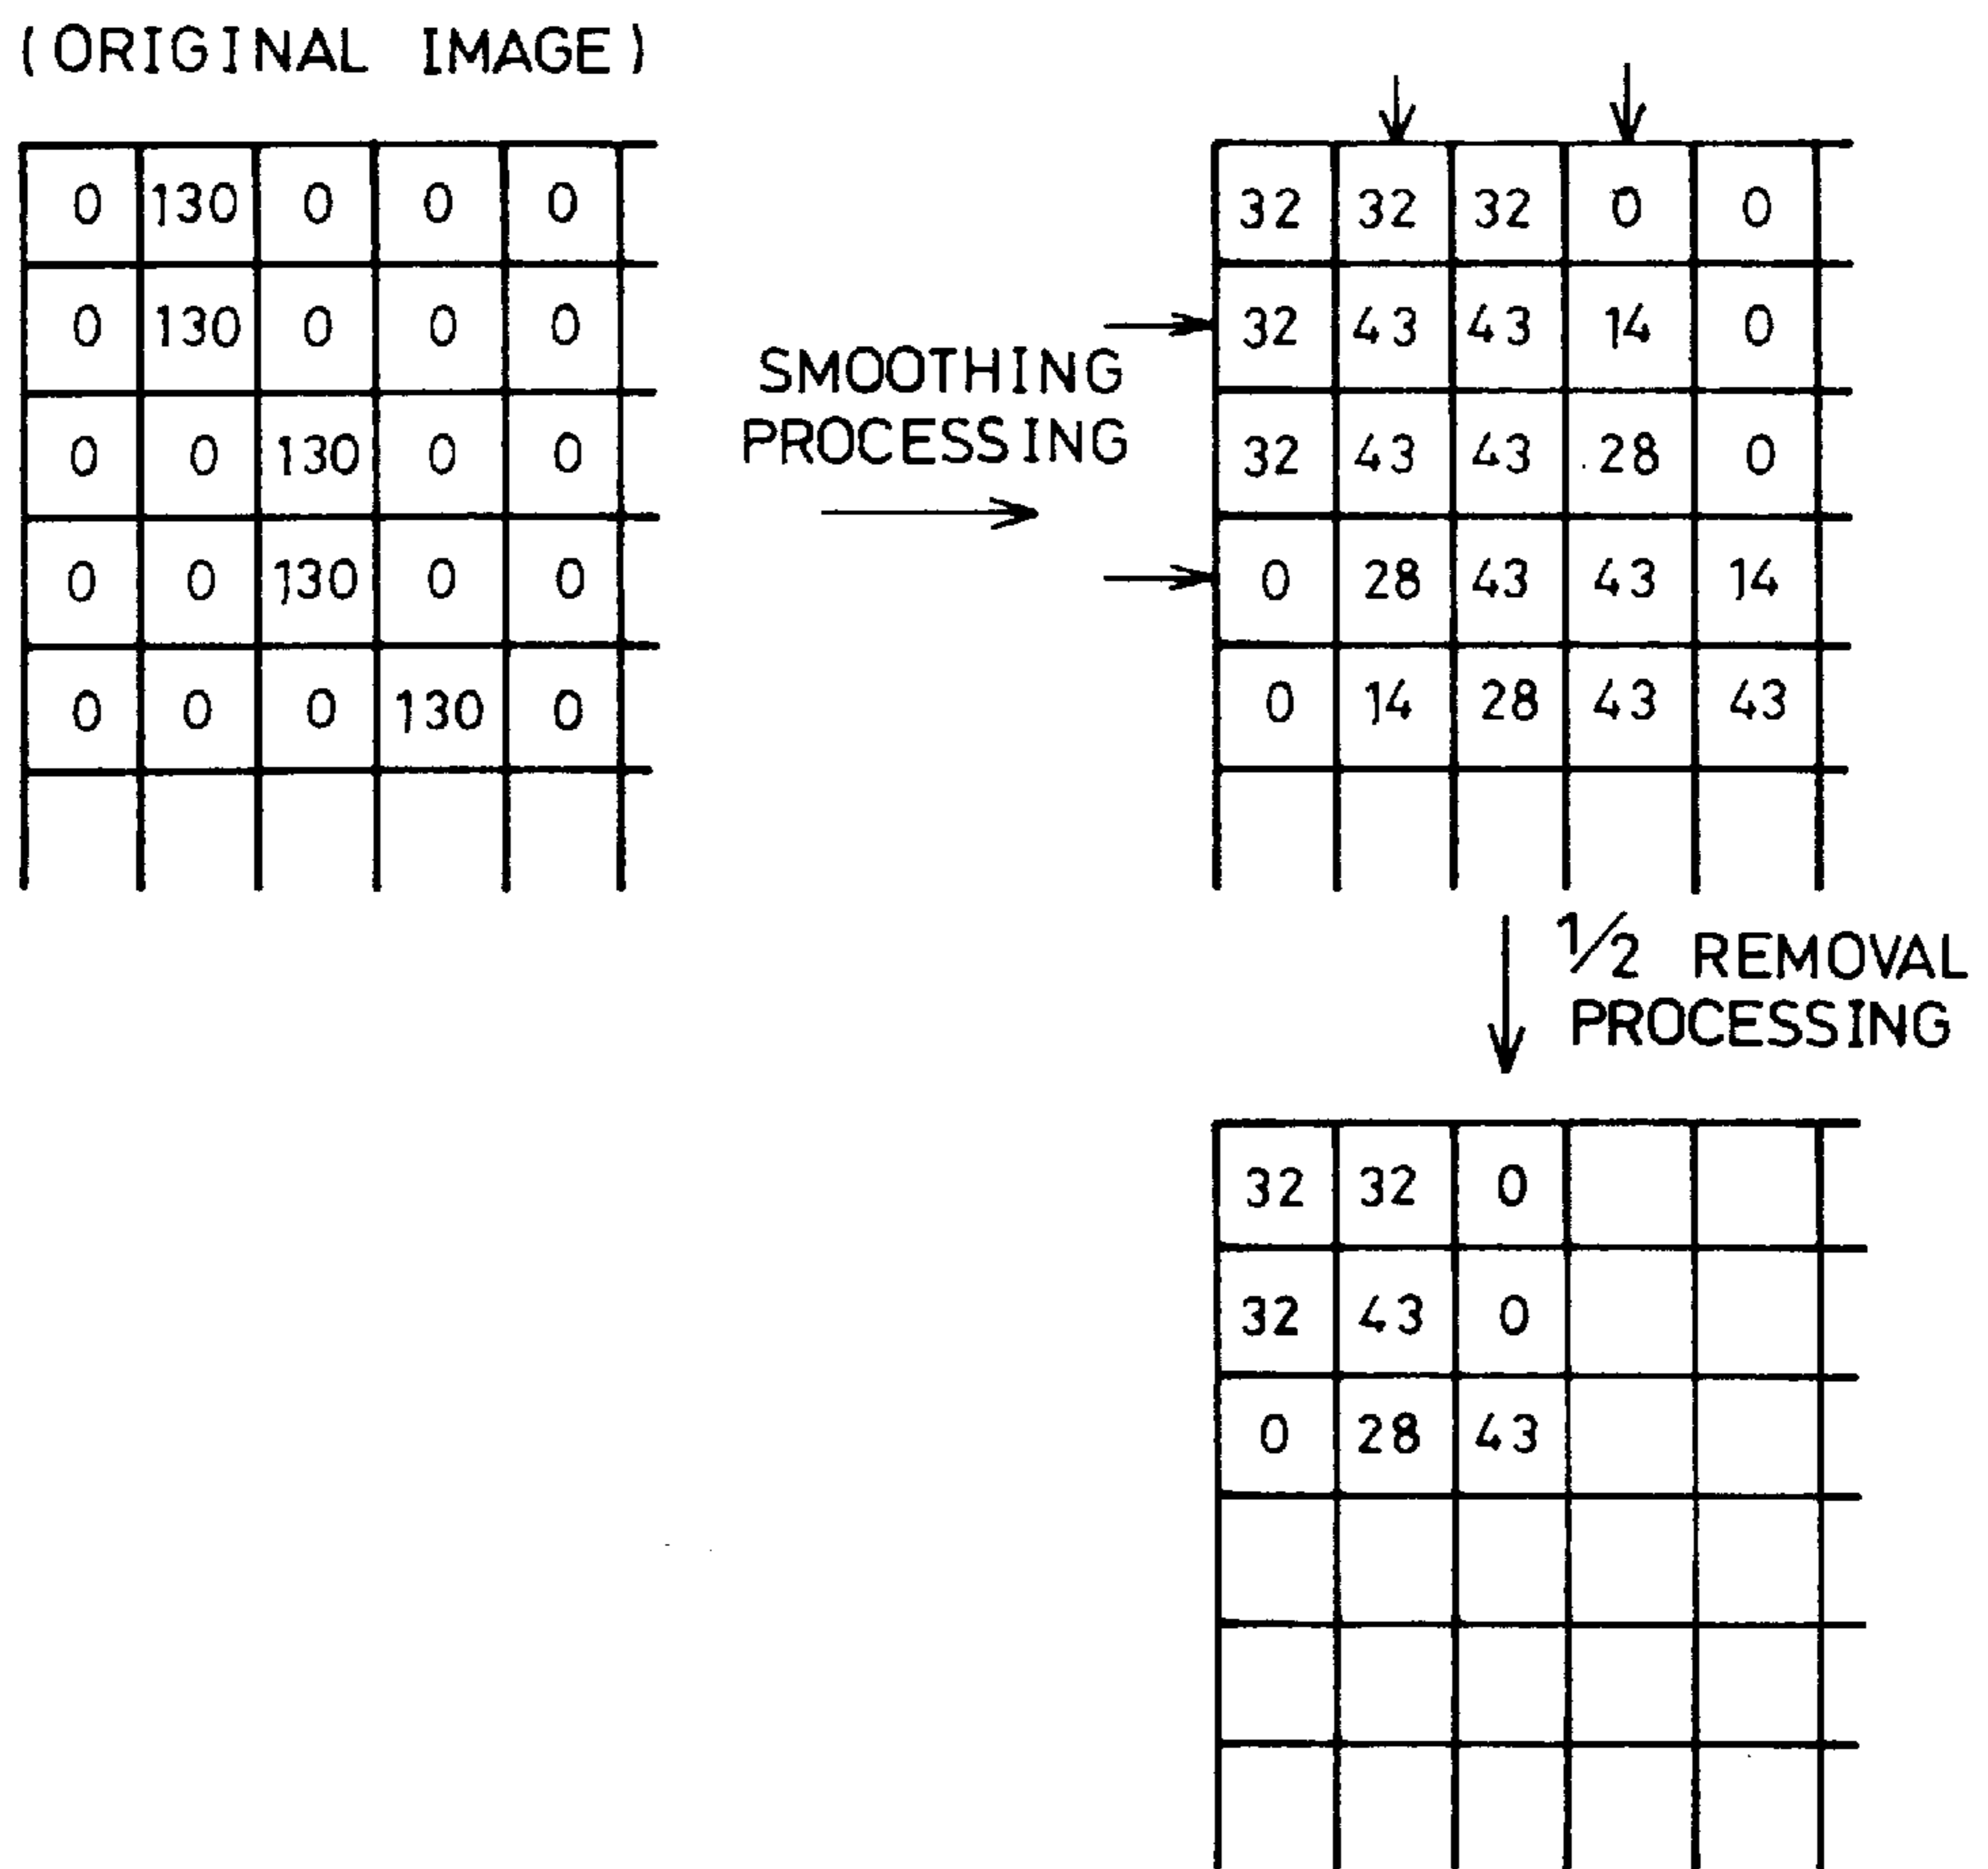 (ORIGINAL IMAGE)
0 130 0 0 0
0 130 0 0 0
0 0 130 0 0
0 0 130 0 0
0 0 0 130 0
SMOOTHING
PROCESSING
32 32 32 0 0
32 43 43 14 0
32 43 43 28 0
0 28 43 43 14
0 14 28 43 43
1/2 REMOVAL
PROCESSING
32 32 0
32 43 0
0 28 43